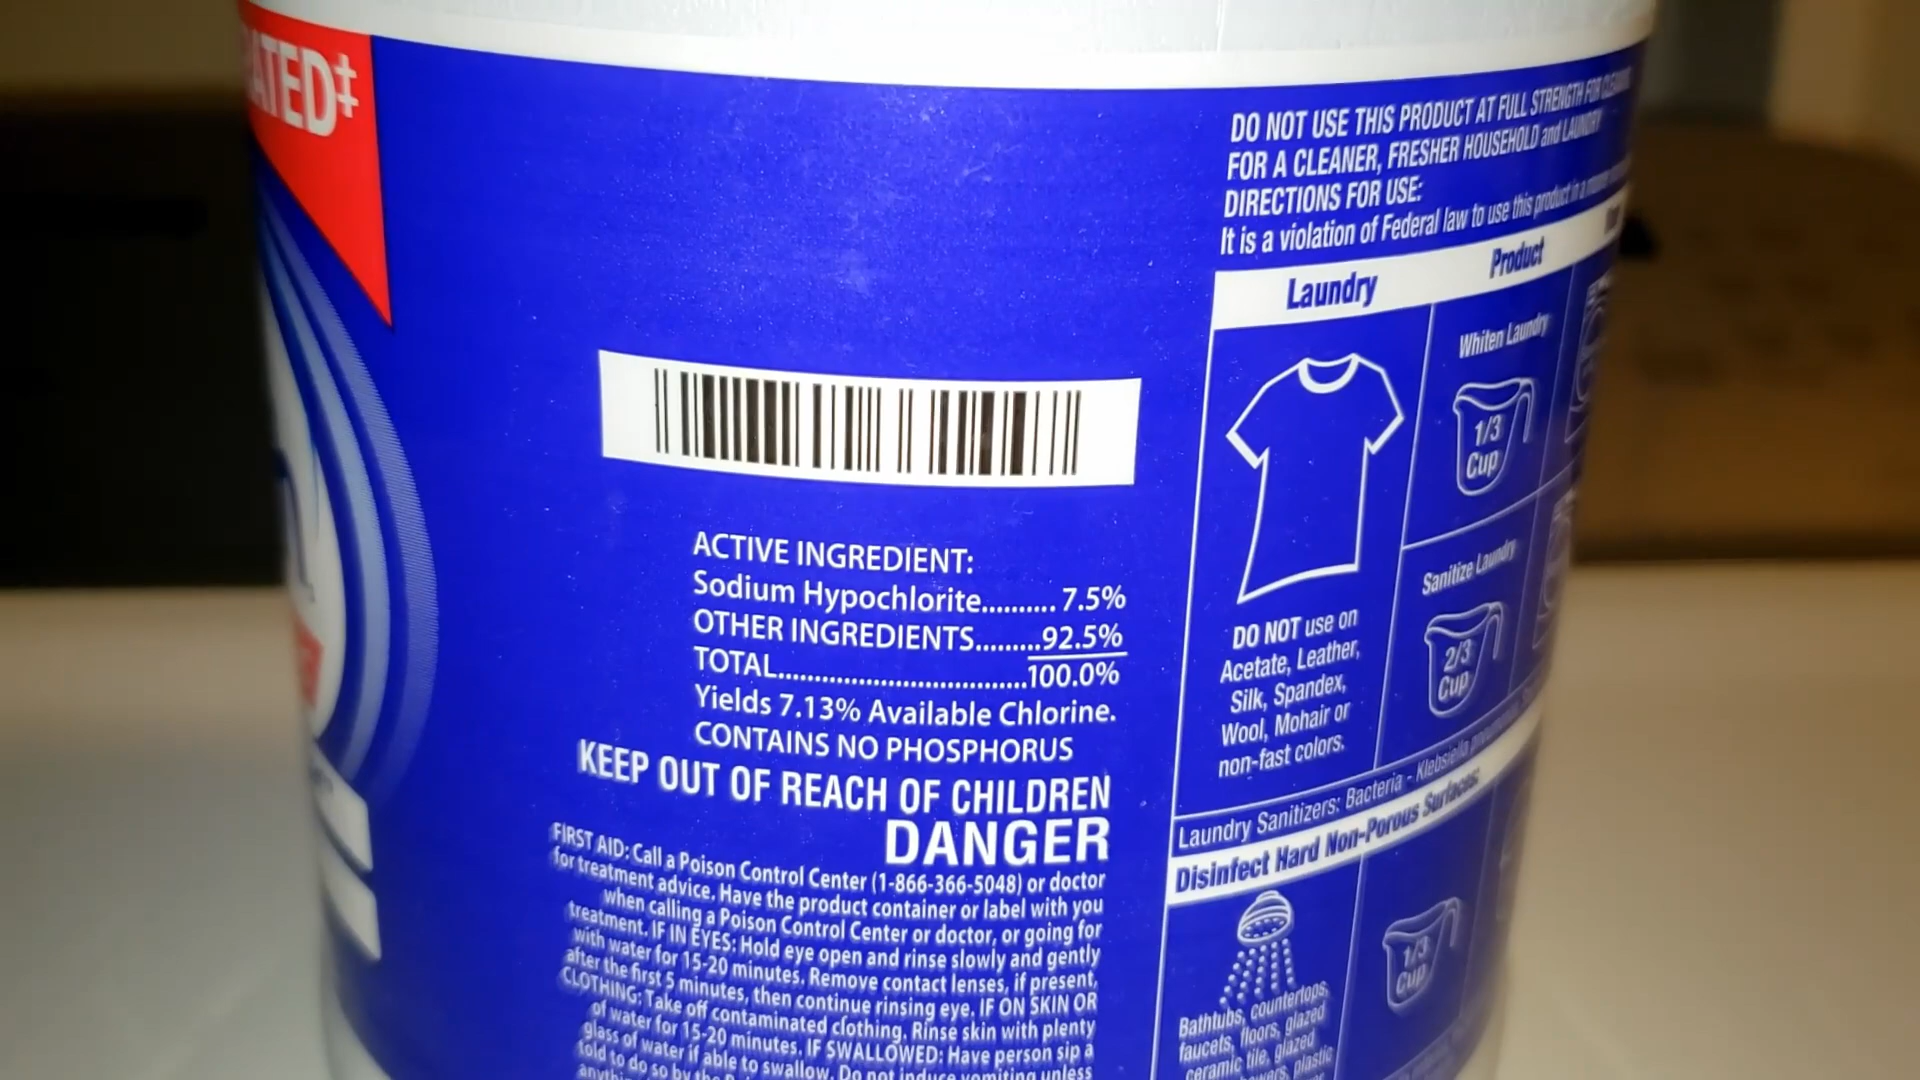 ATED‡
ACTIVE INGREDIENT:
Sodium Hypochlorite.......... 7.5%
OTHER INGREDIENTS.........92.5%
TOTAL..................................100.0%
Yields 7.13% Available Chlorine.
CONTAINS NO PHOSPHORUS
KEEP OUT OF REACH OF CHILDREN
DANGER
FIRST AID: Call a Poison Control Center (1-866-366-5048) or doctor
for treatment advice. Have the product container or label with you
when calling a Poison Control Center or doctor, or going for
treatment. IF IN EYES: Hold eye open and rinse slowly and gently
with water for 15-20 minutes. Remove contact lenses, if present,
after the first 5 minutes, then continue rinsing eye. IF ON SKIN OR
CLOTHING: Take off contaminated clothing. Rinse skin with plenty
of water for 15-20 minutes. IF SWALLOWED: Have person sip a
glass of water if able to swallow. Do not induce vomiting unless
told to do so by the
DO NOT USE THIS PRODUCT AT FULL STRENGTH FOR
FOR A CLEANER, FRESHER HOUSEHOLD and LAUNDRY
DIRECTIONS FOR USE:
It is a violation of Federal law to use this product in a
Laundry
Product
Whiten Laundry
1/3
Cup
Sanitize Laundry
2/3
Cup
DO NOT use on
Acetate, Leather,
Silk, Spandex,
Wool, Mohair or
non-fast colors.
Laundry Sanitizers: Bacteria - Klebsiella
Disinfect Hard Non-Porous Surfaces:
1/3
Cup
Bathtubs, countertops,
faucets, floors, glazed
ceramic tile, glazed
plastic